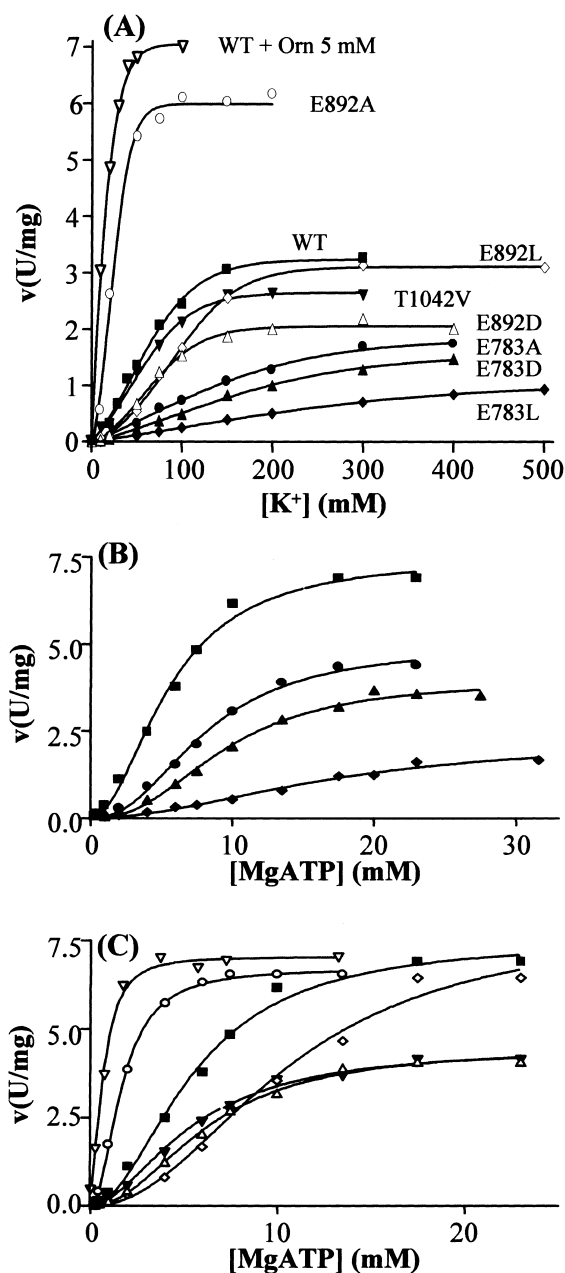 (A)
WT + Orn 5 mM
E892A
WT
E892L
T1042V
E892D
E783A
E783D
E783L
v(U/mg)
7
6
5
4
3
2
1
0
0 100 200 300 400 500
[K⁺] (mM)
(B)
v(U/mg)
7.5
5.0
2.5
0.0
0 10 20 30
[MgATP] (mM)
(C)
v(U/mg)
7.5
5.0
2.5
0.0
0 10 20
[MgATP] (mM)